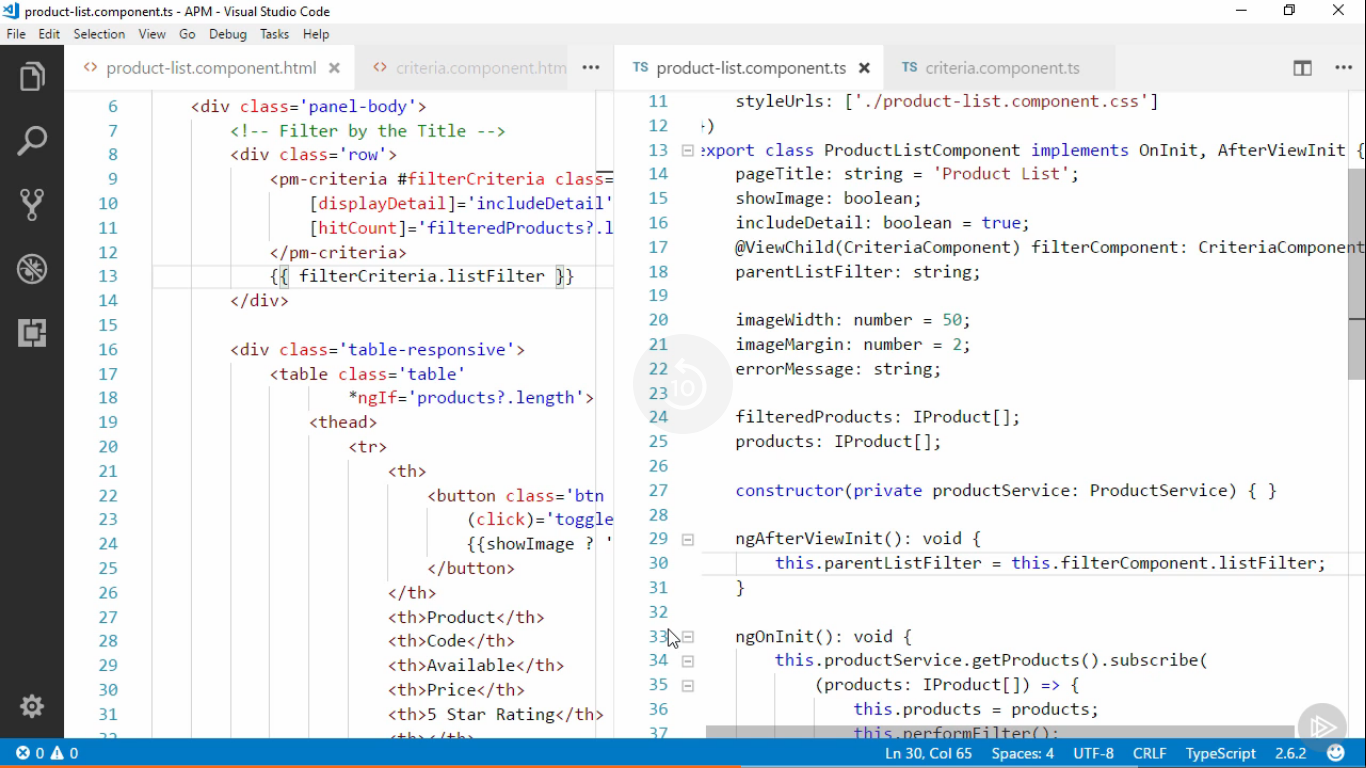 product-list.component.ts - APM - Visual Studio Code
File Edit Selection View Go Debug Tasks Help
<> product-list.component.html × <> criteria.component.htm ···
6 <div class='panel-body'>
7 <!-- Filter by the Title -->
8 <div class='row'>
9 <pm-criteria #filterCriteria class=
10 [displayDetail]='includeDetail'
11 [hitCount]='filteredProducts?.l
12 </pm-criteria>
13 {{ filterCriteria.listFilter }}
14 </div>
15
16 <div class='table-responsive'>
17 <table class='table'
18 *ngIf='products?.length'>
19 <thead>
20 <tr>
21 <th>
22 <button class='btn
23 (click)='toggle
24 {{showImage ? '
25 </button>
26 </th>
27 <th>Product</th>
28 <th>Code</th>
29 <th>Available</th>
30 <th>Price</th>
31 <th>5 Star Rating</th>
32 </th>
TS product-list.component.ts × TS criteria.component.ts ···
11 styleUrls: ['./product-list.component.css']
12 )
13 export class ProductListComponent implements OnInit, AfterViewInit {
14 pageTitle: string = 'Product List';
15 showImage: boolean;
16 includeDetail: boolean = true;
17 @ViewChild(CriteriaComponent) filterComponent: CriteriaComponent
18 parentListFilter: string;
19
20 imageWidth: number = 50;
21 imageMargin: number = 2;
22 errorMessage: string;
23
24 filteredProducts: IProduct[];
25 products: IProduct[];
26
27 constructor(private productService: ProductService) { }
28
29 ngAfterViewInit(): void {
30 this.parentListFilter = this.filterComponent.listFilter;
31 }
32
33 ngOnInit(): void {
34 this.productService.getProducts().subscribe(
35 (products: IProduct[]) => {
36 this.products = products;
37 this.performFilter();
10
0 0
Ln 30, Col 65 Spaces: 4 UTF-8 CRLF TypeScript 2.6.2